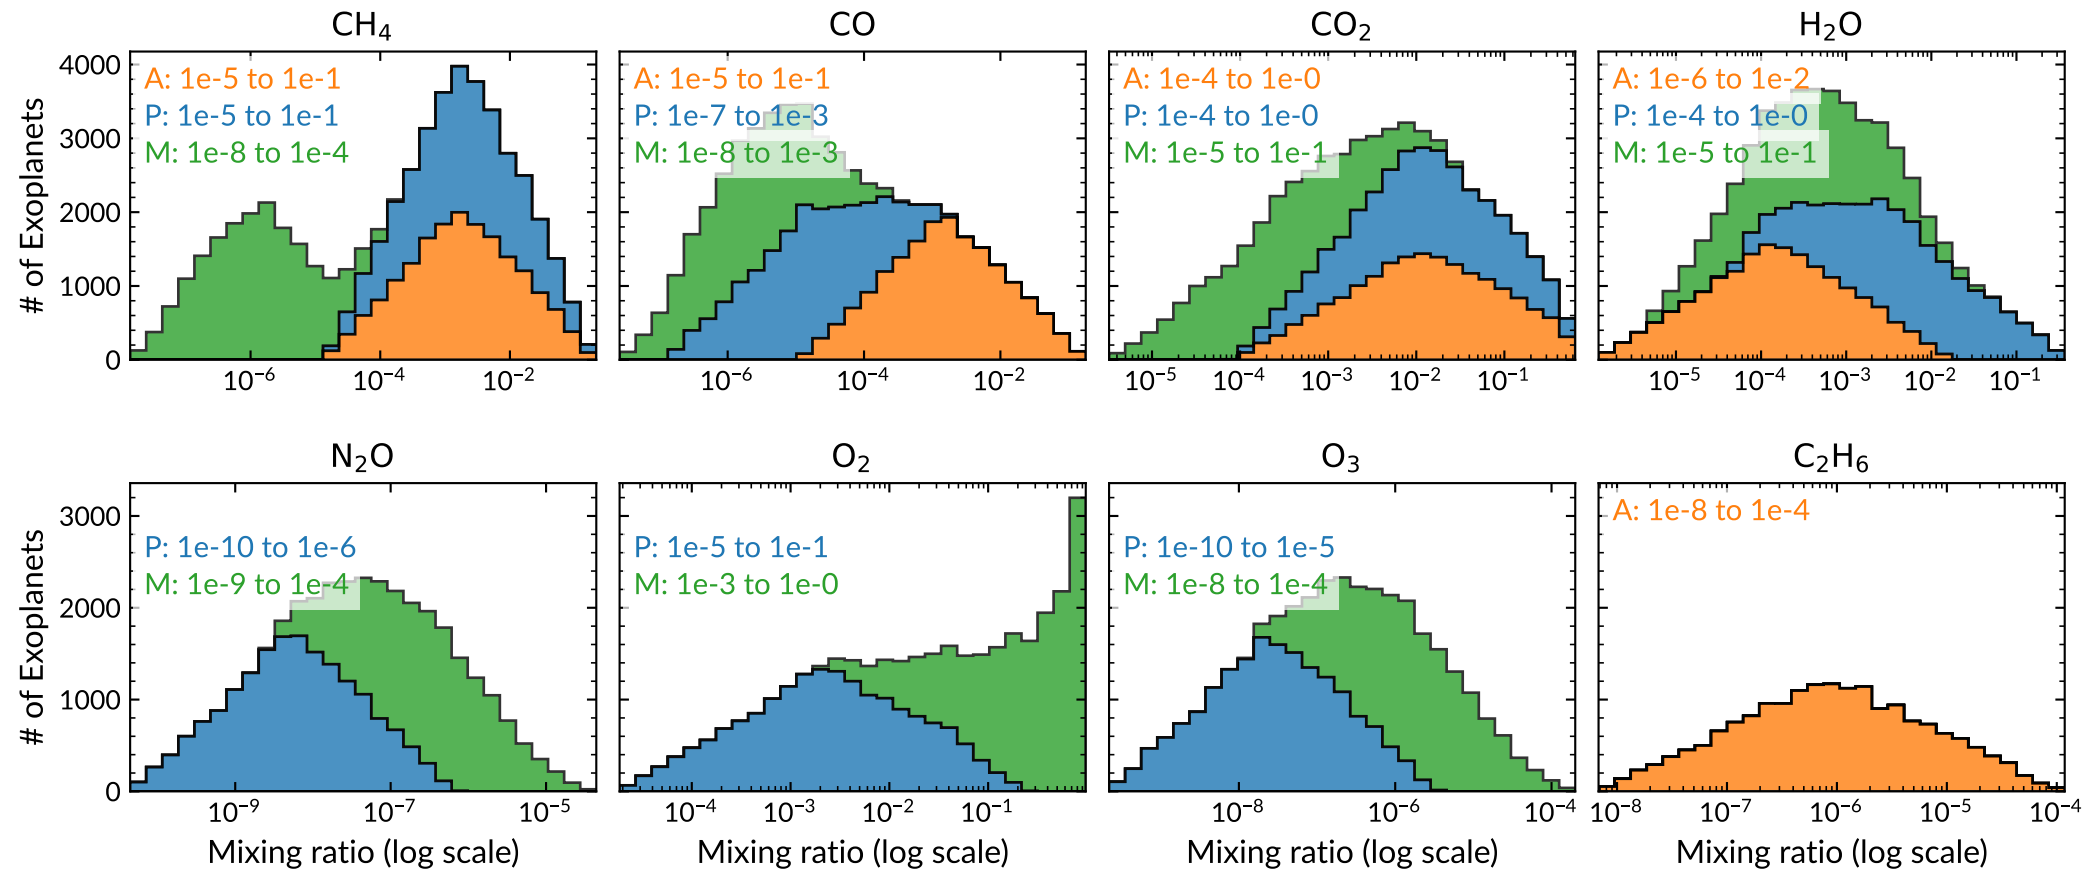 CH₄
CO
CO₂
H₂O
# of Exoplanets
4000
3000
2000
1000
0
A: 1e-5 to 1e-1
P: 1e-5 to 1e-1
M: 1e-8 to 1e-4
10⁻⁶
10⁻⁴
10⁻²
A: 1e-5 to 1e-1
P: 1e-7 to 1e-3
M: 1e-8 to 1e-3
10⁻⁶
10⁻⁴
10⁻²
A: 1e-4 to 1e-0
P: 1e-4 to 1e-0
M: 1e-5 to 1e-1
10⁻⁵
10⁻⁴
10⁻³
10⁻²
10⁻¹
A: 1e-6 to 1e-2
P: 1e-4 to 1e-0
M: 1e-5 to 1e-1
10⁻⁵
10⁻⁴
10⁻³
10⁻²
10⁻¹
N₂O
O₂
O₃
C₂H₆
# of Exoplanets
3000
2000
1000
0
P: 1e-10 to 1e-6
M: 1e-9 to 1e-4
10⁻⁹
10⁻⁷
10⁻⁵
Mixing ratio (log scale)
P: 1e-5 to 1e-1
M: 1e-3 to 1e-0
10⁻⁴
10⁻³
10⁻²
10⁻¹
Mixing ratio (log scale)
P: 1e-10 to 1e-5
M: 1e-8 to 1e-4
10⁻⁸
10⁻⁶
10⁻⁴
Mixing ratio (log scale)
A: 1e-8 to 1e-4
10⁻⁸
10⁻⁷
10⁻⁶
10⁻⁵
10⁻⁴
Mixing ratio (log scale)